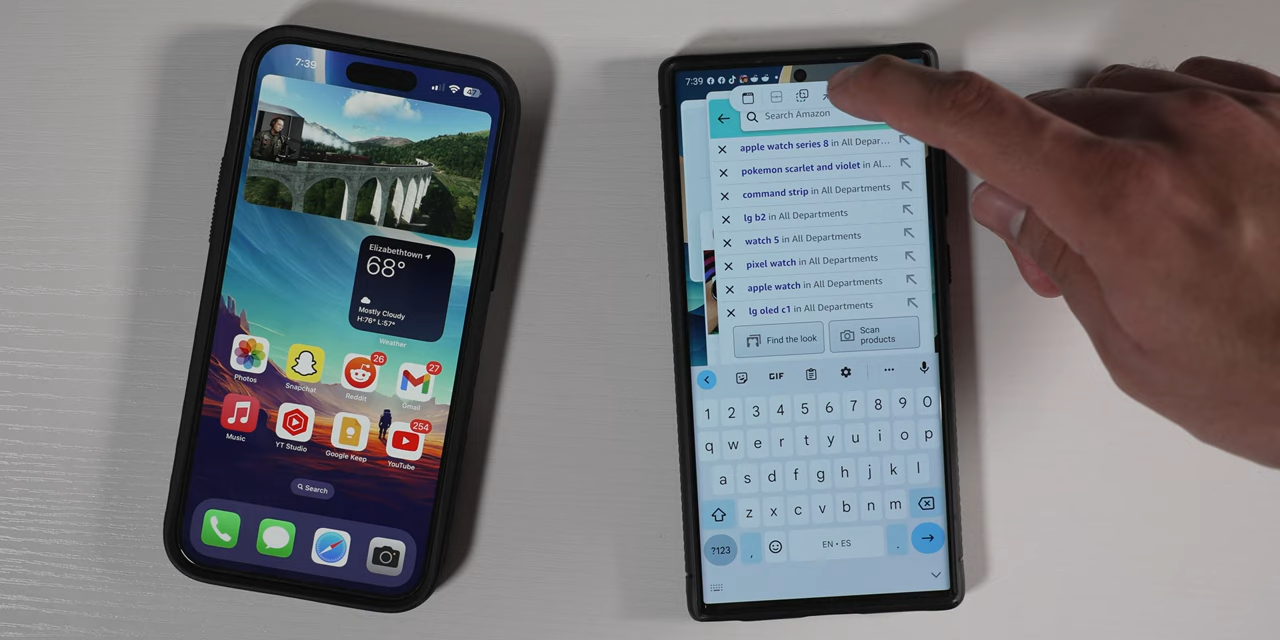 7:39
47
Elizabethtown
68°
Mostly Cloudy
H:76° L:57°
Weather
26
27
Photos
Snapchat
Reddit
Gmail
254
Music
YT Studio
Google Keep
YouTube
Search
7:39
Search Amazon
apple watch series 8 in All Depar...
pokemon scarlet and violet in Al...
command strip in All Departments
lg b2 in All Departments
watch 5 in All Departments
pixel watch in All Departments
apple watch in All Departments
lg oled c1 in All Departments
Find the look
Scan
products
GIF
1 2 3 4 5 6 7 8 9 0
q w e r t y u i o p
a s d f g h j k l
z x c v b n m
?123 , EN • ES .